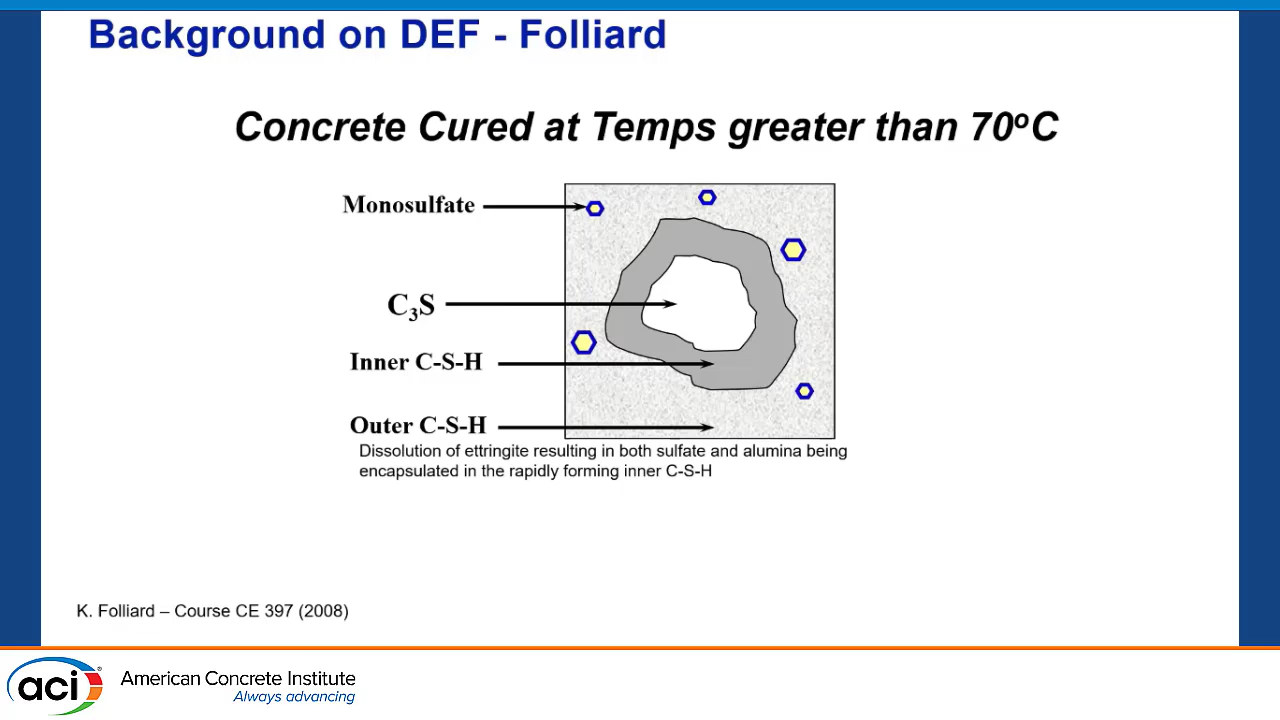 Background on DEF - Folliard
Concrete Cured at Temps greater than 70ºC
Monosulfate
C₃S
Inner C-S-H
Outer C-S-H
Dissolution of ettringite resulting in both sulfate and alumina being
encapsulated in the rapidly forming inner C-S-H
K. Folliard – Course CE 397 (2008)
aci®
American Concrete Institute
Always advancing